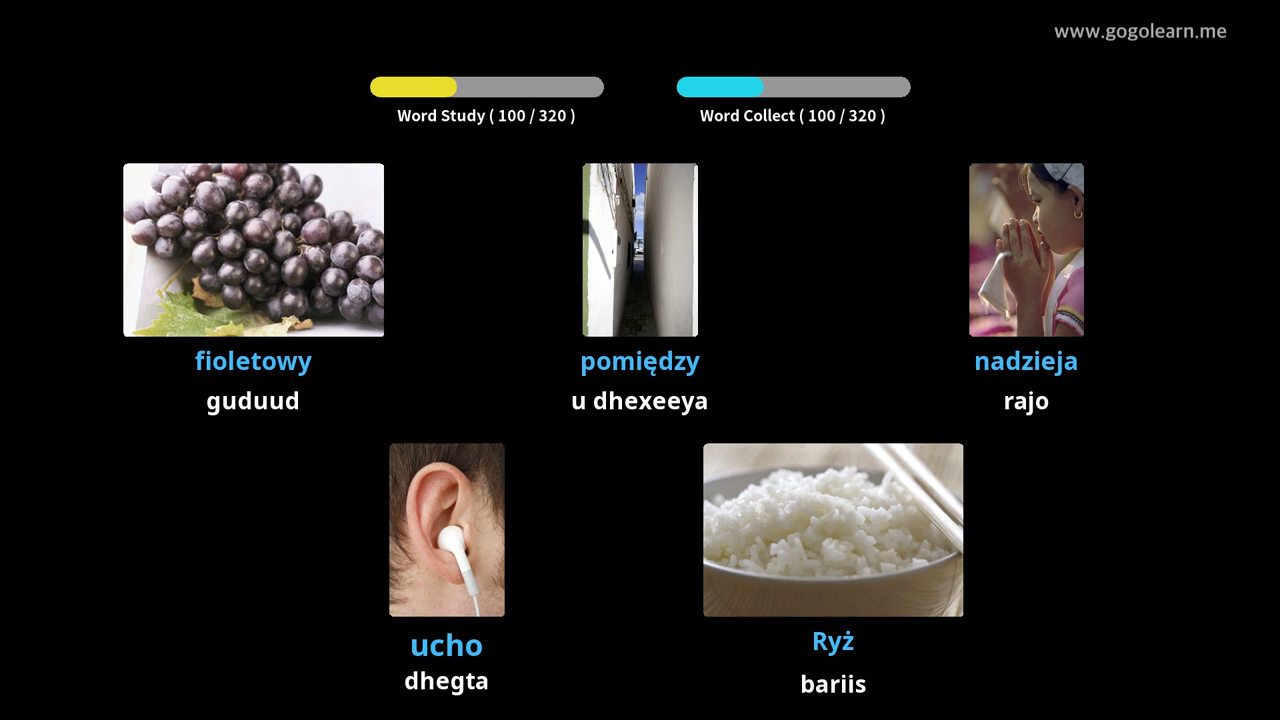 www.gogolearn.me
Word Study ( 100 / 320 )
Word Collect ( 100 / 320 )
fioletowy
guduud
pomiędzy
u dhexeeya
nadzieja
rajo
ucho
dhegta
Ryż
bariis